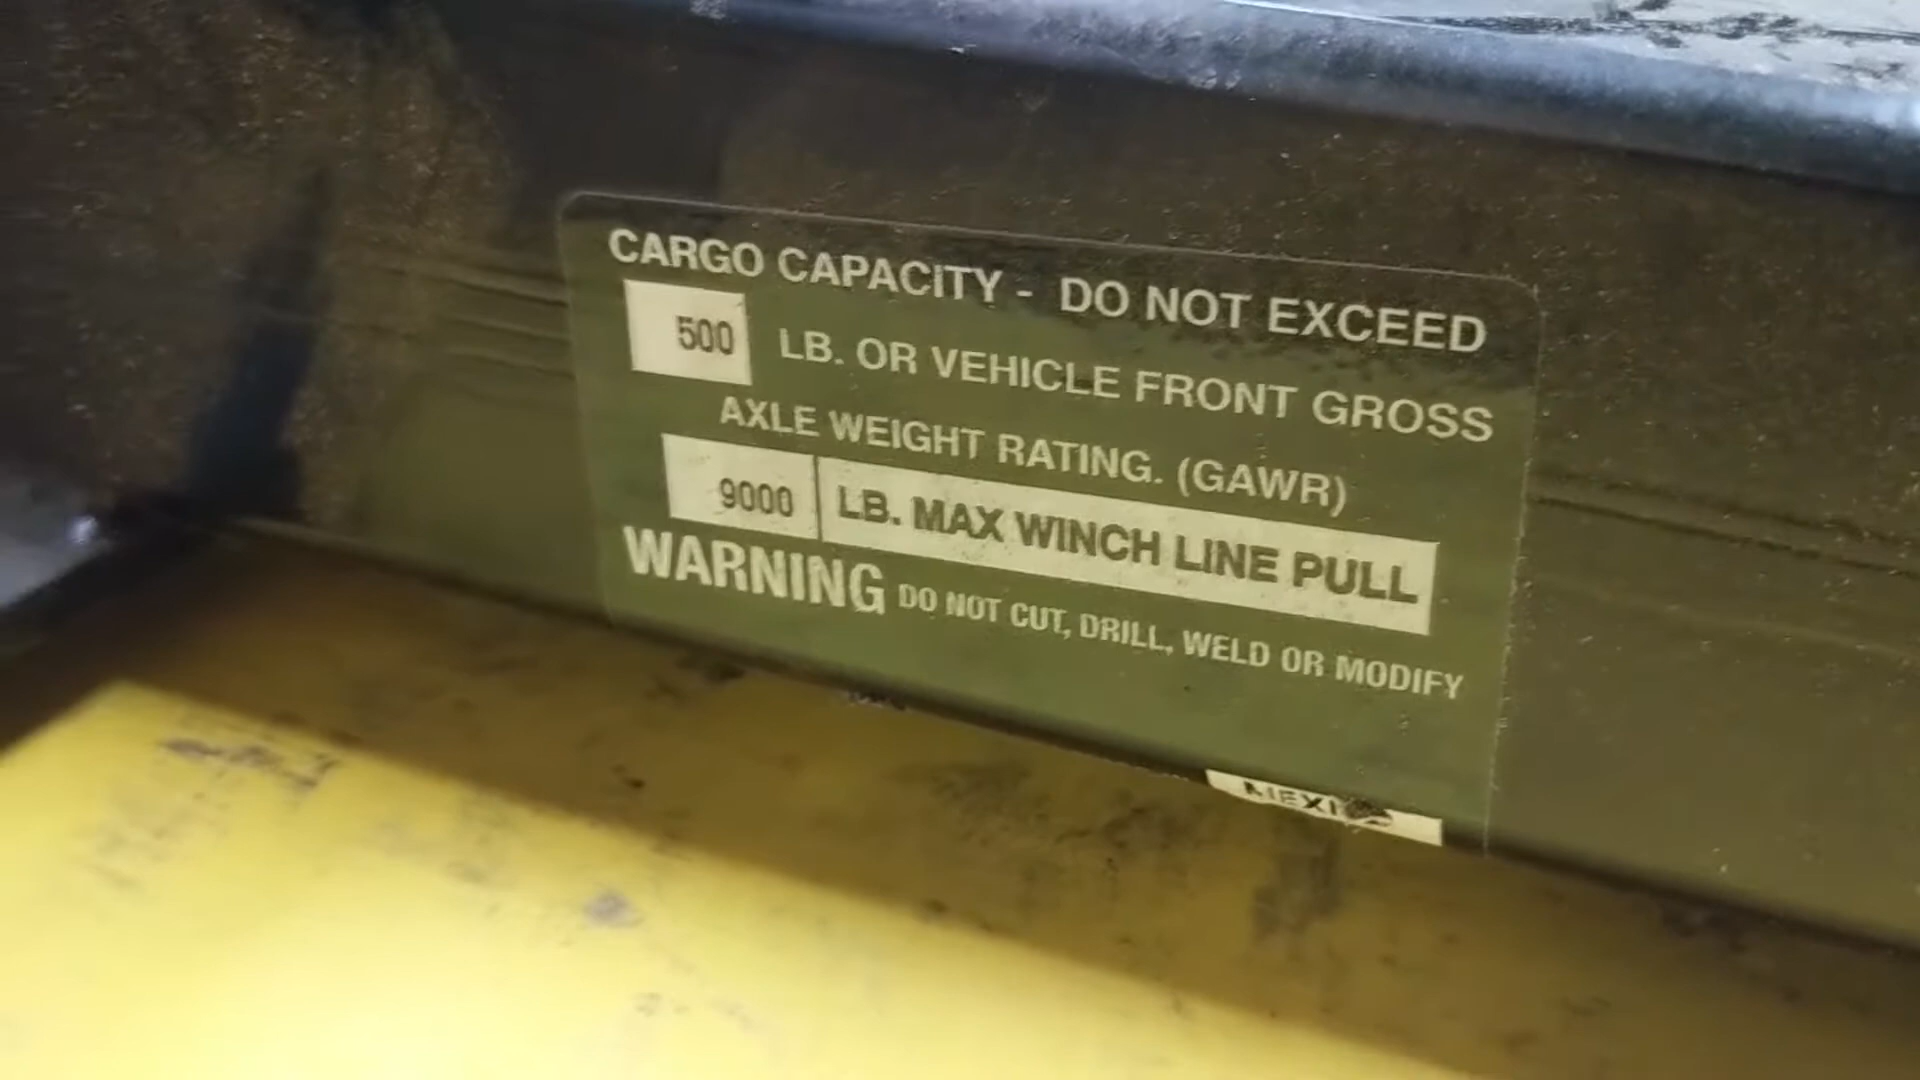 CARGO CAPACITY - DO NOT EXCEED
500 LB. OR VEHICLE FRONT GROSS
AXLE WEIGHT RATING. (GAWR)
9000 LB. MAX WINCH LINE PULL
WARNING DO NOT CUT, DRILL, WELD OR MODIFY